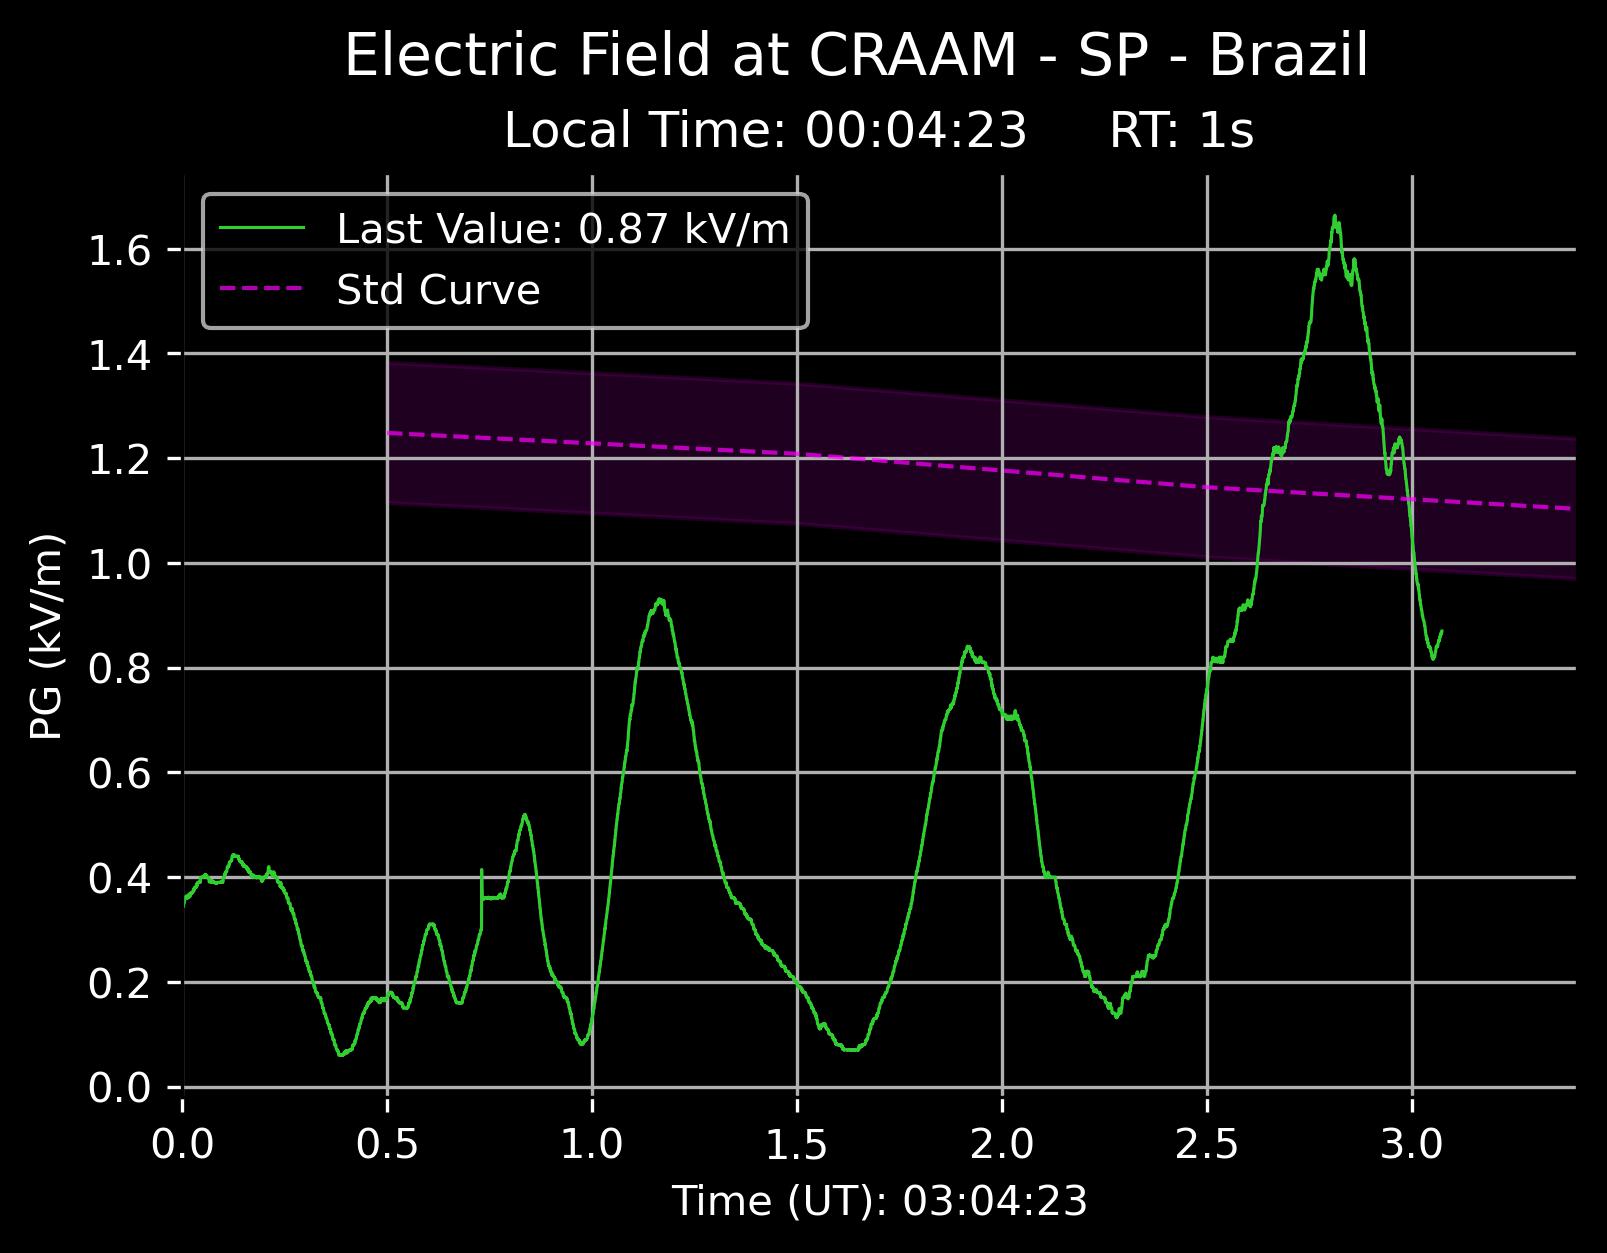 Electric Field at CRAAM - SP - Brazil
Local Time: 00:04:23 RT: 1s
Last Value: 0.87 kV/m
Std Curve
PG (kV/m)
1.6
1.4
1.2
1.0
0.8
0.6
0.4
0.2
0.0
0.0 0.5 1.0 1.5 2.0 2.5 3.0
Time (UT): 03:04:23